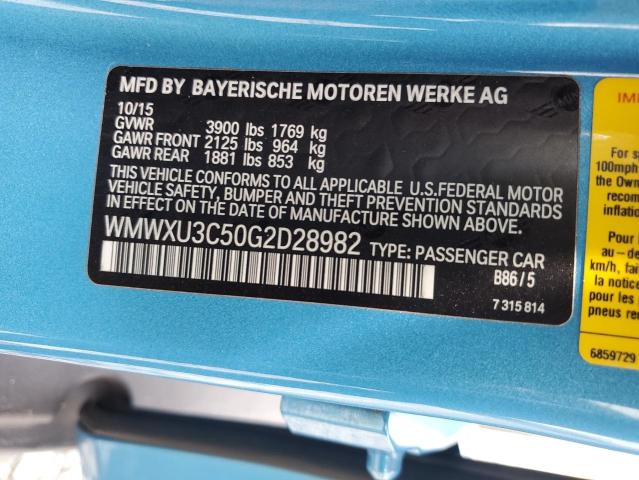 MFD BY BAYERISCHE MOTOREN WERKE AG
10/15
GVWR 3900 lbs 1769 kg
GAWR FRONT 2125 lbs 964 kg
GAWR REAR 1881 lbs 853 kg
THIS VEHICLE CONFORMS TO ALL APPLICABLE U.S.FEDERAL MOTOR
VEHICLE SAFETY, BUMPER AND THEFT PREVENTION STANDARDS
IN EFFECT ON THE DATE OF MANUFACTURE SHOWN ABOVE.
WMWXU3C50G2D28982 TYPE: PASSENGER CAR
B86/5
7 315 814
IM
For s
100mph
the Own
recom
inflatio
Pour
au-de
km/h, fai
la notice
pour les
pneus re
6859729